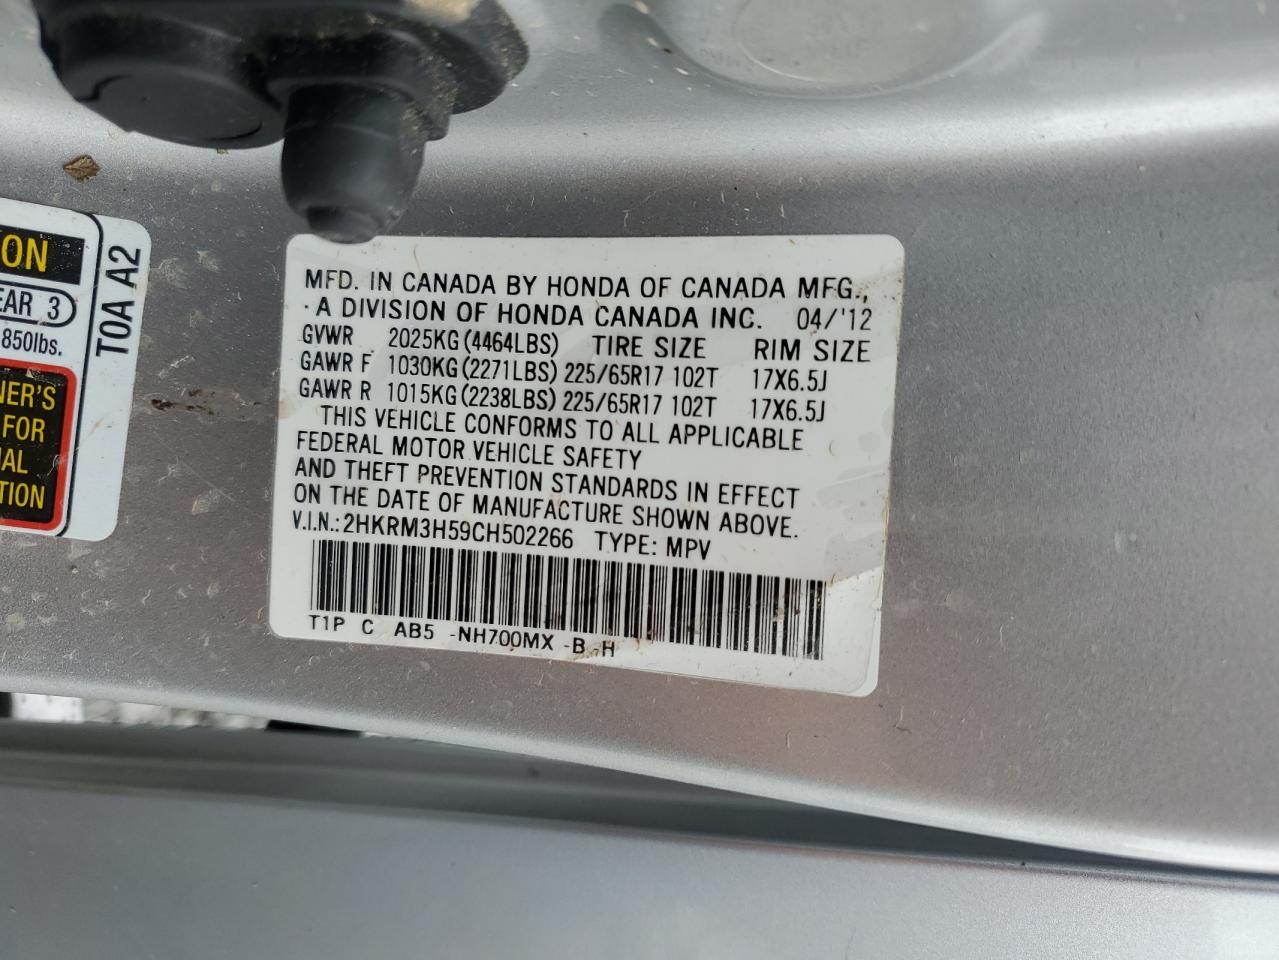 ON
EAR 3
850lbs.
NER'S
FOR
TION
TOA A2
MFD. IN CANADA BY HONDA OF CANADA MFG.,
A DIVISION OF HONDA CANADA INC. 04/'12
GVWR 2025KG(4464LBS) TIRE SIZE RIM SIZE
GAWR F 1030KG(2271LBS) 225/65R17 102T 17X6.5J
GAWR R 1015KG(2238LBS) 225/65R17 102T 17X6.5J
THIS VEHICLE CONFORMS TO ALL APPLICABLE
FEDERAL MOTOR VEHICLE SAFETY
AND THEFT PREVENTION STANDARDS IN EFFECT
ON THE DATE OF MANUFACTURE SHOWN ABOVE.
V.I.N.:2HKRM3H59CH502266 TYPE: MPV
T1P C AB5 -NH700MX -B -H